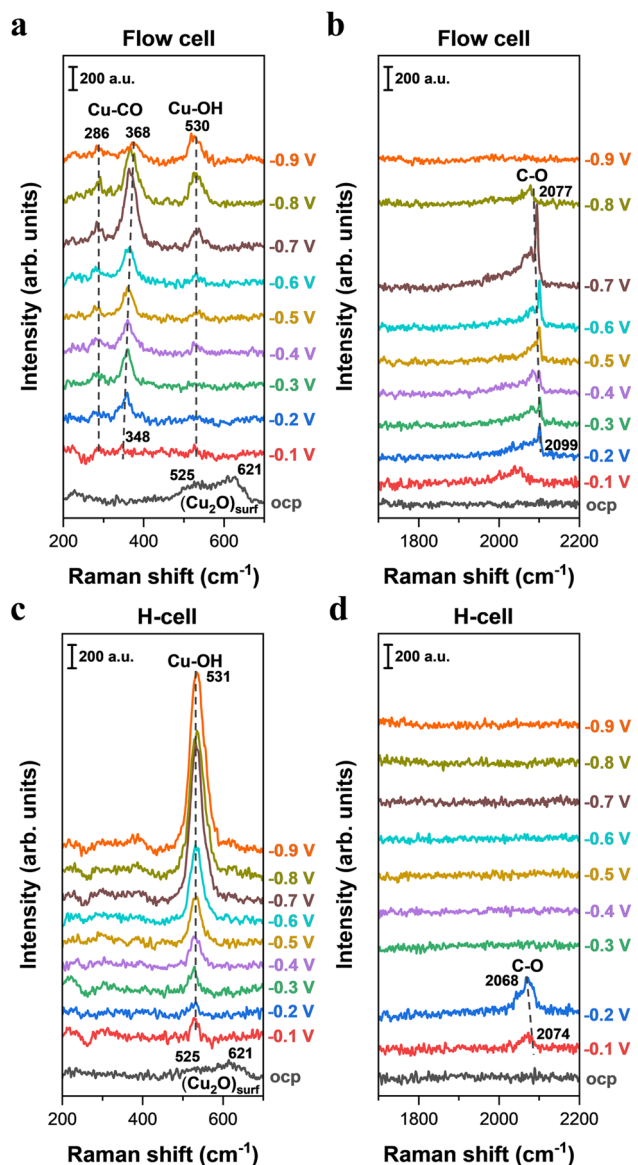 a
Flow cell
200 a.u.
Cu-CO
Cu-OH
286
368
530
-0.9 V
-0.8 V
-0.7 V
-0.6 V
-0.5 V
-0.4 V
-0.3 V
-0.2 V
348
-0.1 V
525
621
(Cu₂O)surf
ocp
200
400
600
Raman shift (cm⁻¹)
Intensity (arb. units)
b
Flow cell
200 a.u.
-0.9 V
C-O
2077
-0.8 V
-0.7 V
-0.6 V
-0.5 V
-0.4 V
-0.3 V
2099
-0.2 V
-0.1 V
ocp
1800
2000
2200
Raman shift (cm⁻¹)
Intensity (arb. units)
c
H-cell
200 a.u.
Cu-OH
531
-0.9 V
-0.8 V
-0.7 V
-0.6 V
-0.5 V
-0.4 V
-0.3 V
-0.2 V
-0.1 V
525
621
(Cu₂O)surf
ocp
200
400
600
Raman shift (cm⁻¹)
Intensity (arb. units)
d
H-cell
200 a.u.
-0.9 V
-0.8 V
-0.7 V
-0.6 V
-0.5 V
-0.4 V
-0.3 V
C-O
2068
-0.2 V
2074
-0.1 V
ocp
1800
2000
2200
Raman shift (cm⁻¹)
Intensity (arb. units)